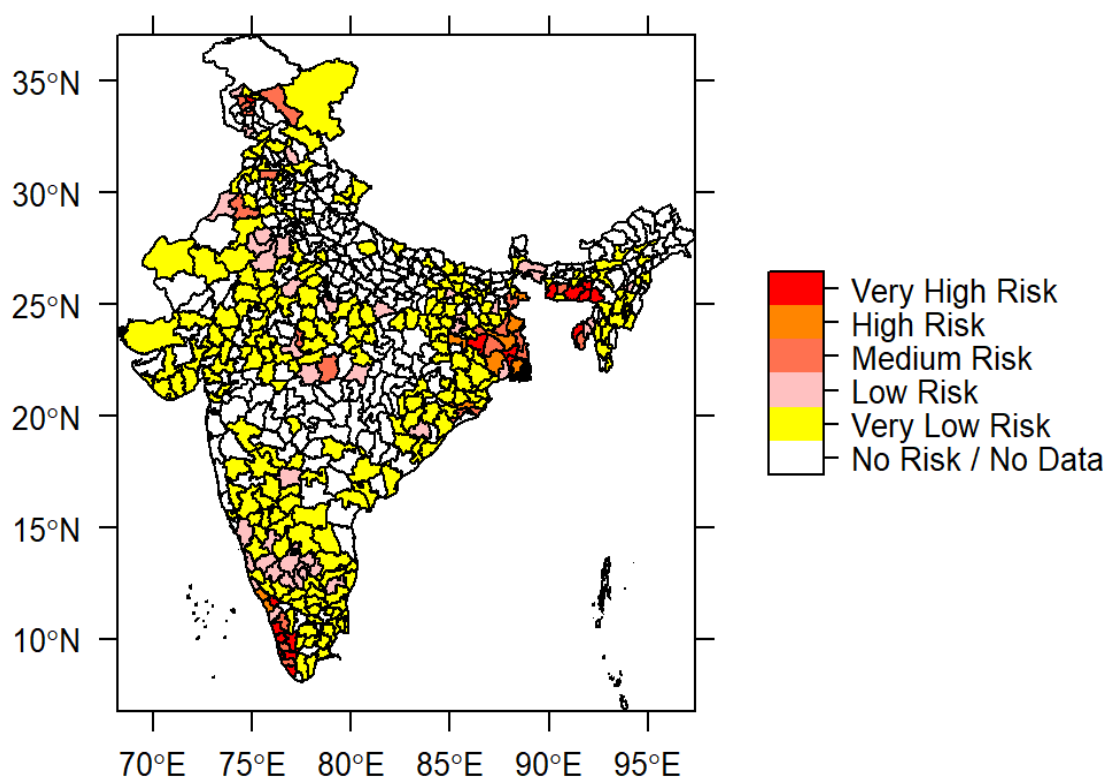 35°N
30°N
25°N
20°N
15°N
10°N
70°E 75°E 80°E 85°E 90°E 95°E
Very High Risk
High Risk
Medium Risk
Low Risk
Very Low Risk
No Risk / No Data